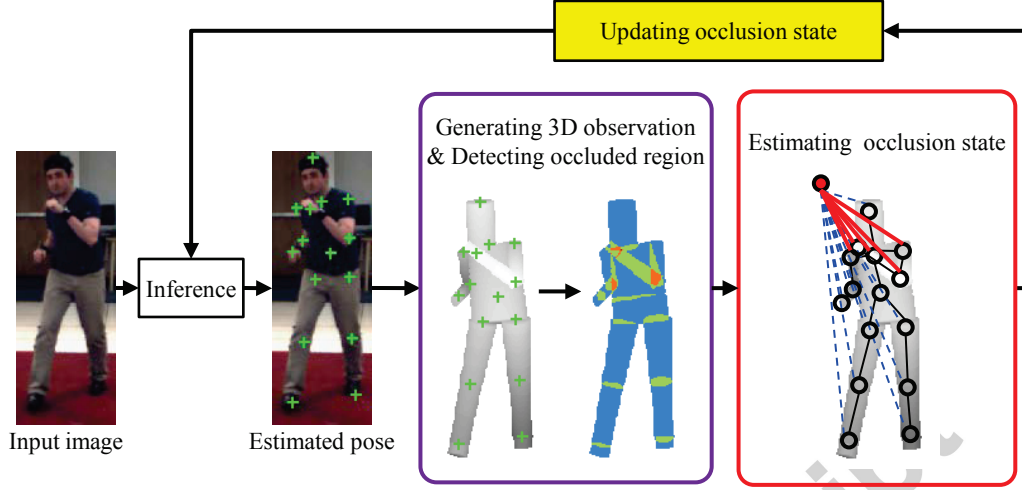 Updating occlusion state
Generating 3D observation
& Detecting occluded region
Estimating occlusion state
Inference
Input image
Estimated pose